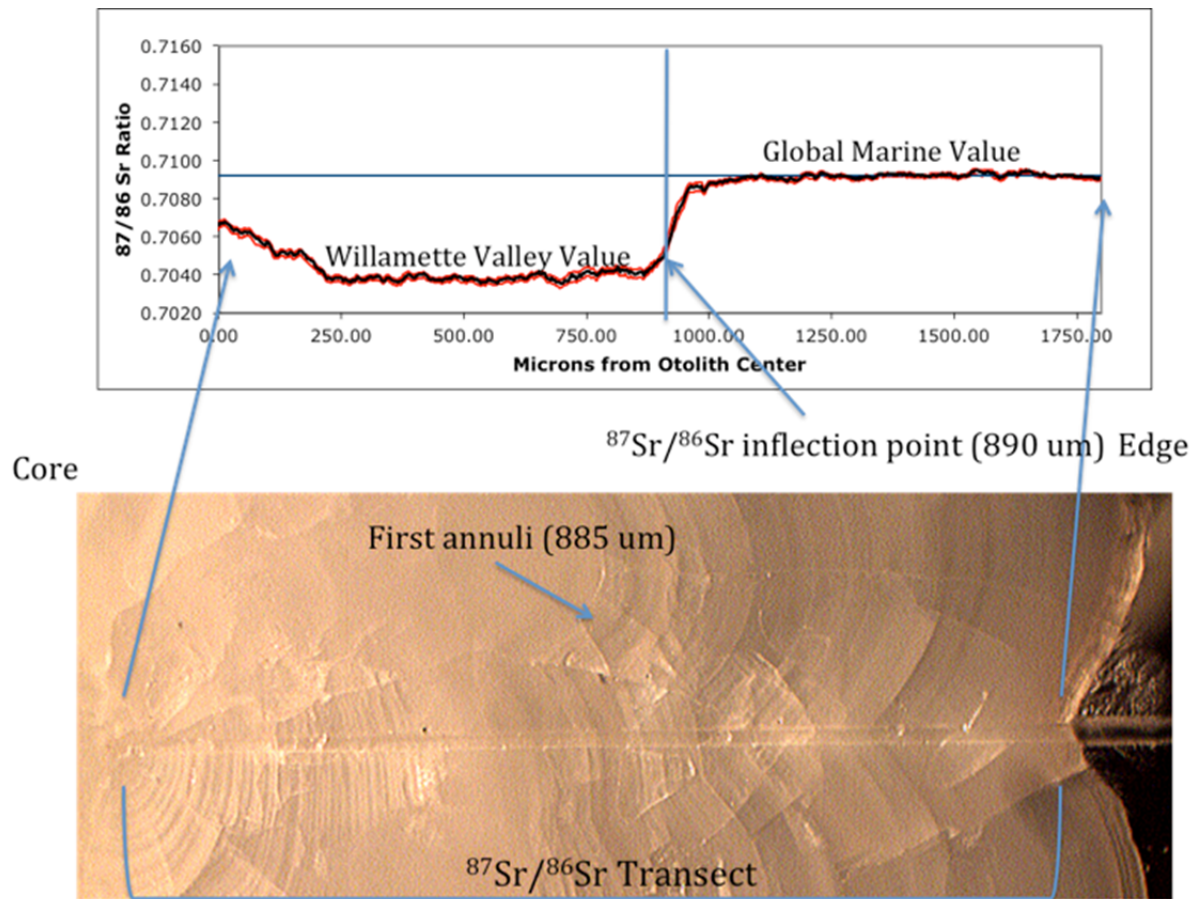 0.7160
0.7140
0.7120
0.7100
0.7080
0.7060
0.7040
0.7020
87/86 Sr Ratio
Global Marine Value
Willamette Valley Value
0.00 250.00 500.00 750.00 1000.00 1250.00 1500.00 1750.00
Microns from Otolith Center
⁸⁷Sr/⁸⁶Sr inflection point (890 um) Edge
Core
First annuli (885 um)
⁸⁷Sr/⁸⁶Sr Transect